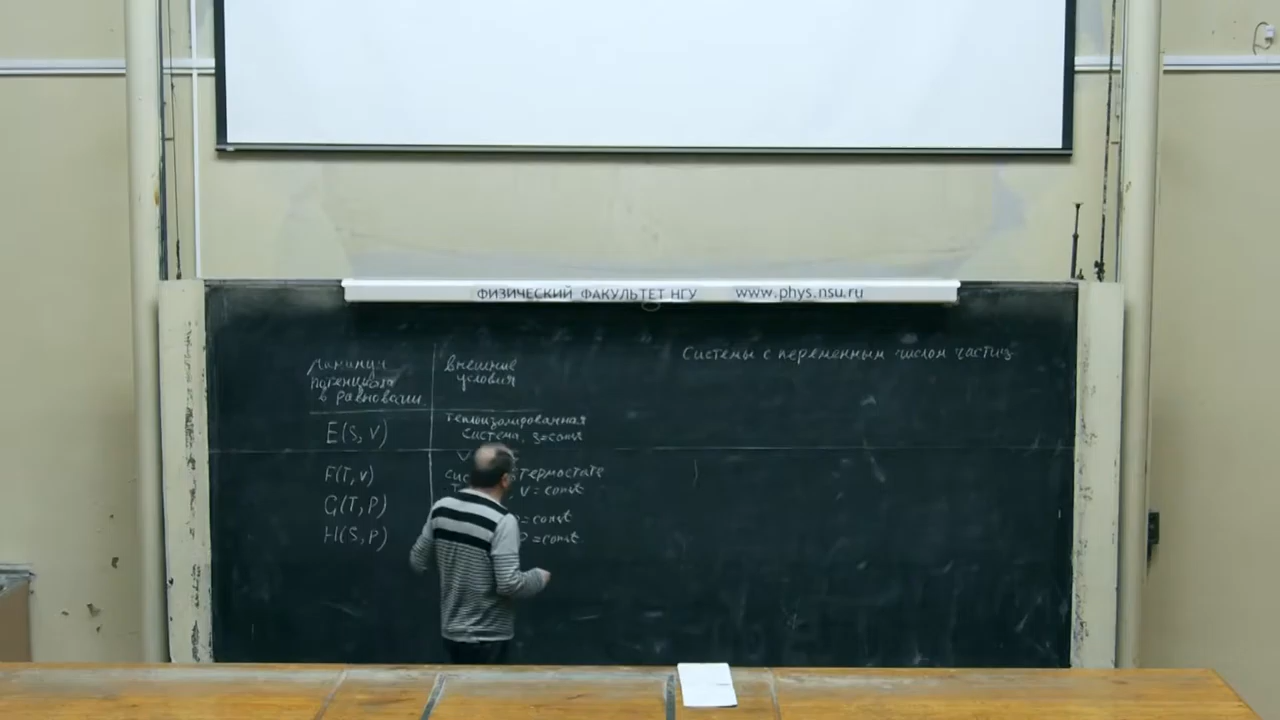 ФИЗИЧЕСКИЙ ФАКУЛЬТЕТ НГУ www.phys.nsu.ru
Системы с переменным числом частиц
Минимум
потенциала
в равновесии
внешние
условия
E(S, V)
теплоизолированная
система, S=const
V
F(T, V)
термостате
, V = const
G(T, P)
= const
H(S, P)
P = const